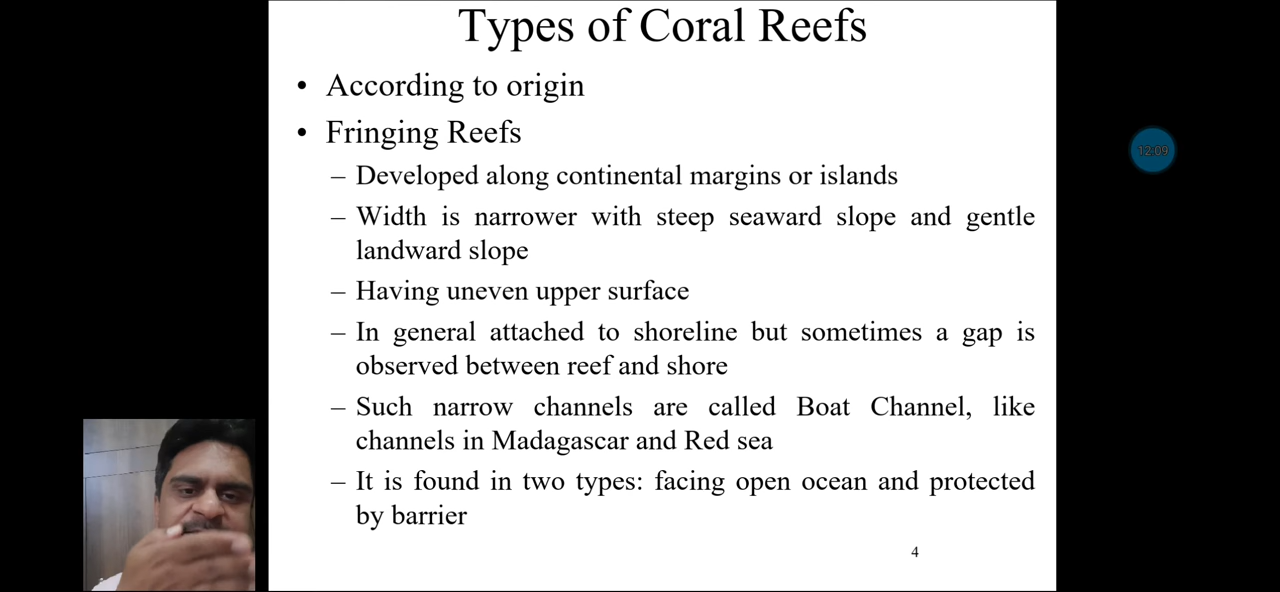 Types of Coral Reefs
• According to origin
• Fringing Reefs
– Developed along continental margins or islands
– Width is narrower with steep seaward slope and gentle
landward slope
– Having uneven upper surface
– In general attached to shoreline but sometimes a gap is
observed between reef and shore
– Such narrow channels are called Boat Channel, like
channels in Madagascar and Red sea
– It is found in two types: facing open ocean and protected
by barrier
4
12:09